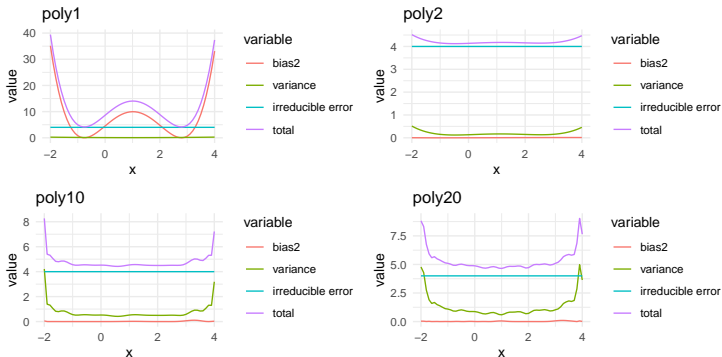 poly1
value
40
30
20
10
0
−2
0
2
4
x
variable
bias2
variance
irreducible error
total
poly2
value
4
3
2
1
0
−2
0
2
4
x
variable
bias2
variance
irreducible error
total
poly10
value
8
6
4
2
0
−2
0
2
4
x
variable
bias2
variance
irreducible error
total
poly20
value
7.5
5.0
2.5
0.0
−2
0
2
4
x
variable
bias2
variance
irreducible error
total